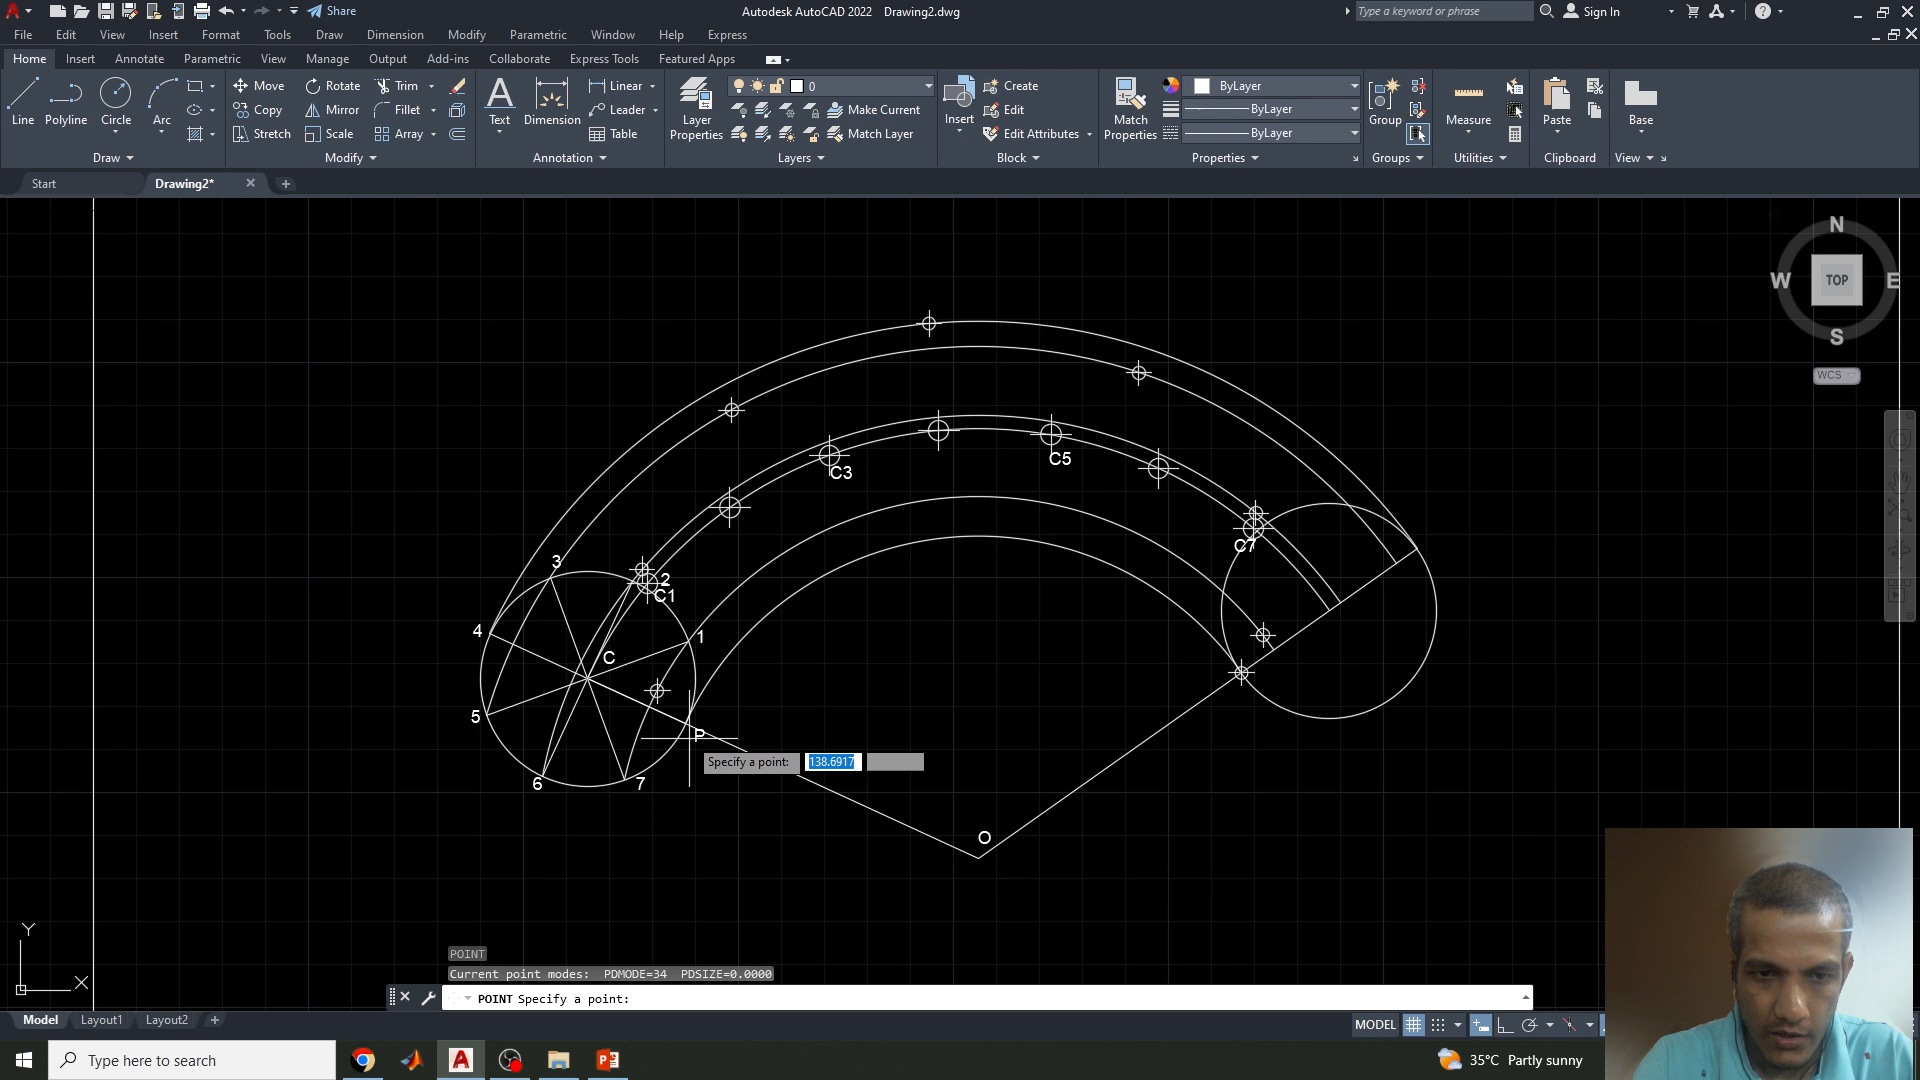 Share
Autodesk AutoCAD 2022 Drawing2.dwg
Type a keyword or phrase
Sign In
File Edit View Insert Format Tools Draw Dimension Modify Parametric Window Help Express
Home Insert Annotate Parametric View Manage Output Add-ins Collaborate Express Tools Featured Apps
Line Polyline Circle Arc
Move Rotate Trim
Copy Mirror Fillet
Stretch Scale Array
Text Dimension
Linear
Leader
Table
Layer Properties
0
Make Current
Match Layer
Insert
Create
Edit
Edit Attributes
Match Properties
ByLayer
ByLayer
ByLayer
Group
Measure
Paste
Base
Draw Modify Annotation Layers Block Properties Groups Utilities Clipboard View
Start Drawing2*
N
W TOP E
S
WCS
C3
C5
C7
3
2
C1
4
1
C
5
P
6
7
Specify a point: 138.6917
O
Y
X
POINT
Current point modes: PDMODE=34 PDSIZE=0.0000
POINT Specify a point:
Model Layout1 Layout2
MODEL
Type here to search
35°C Partly sunny